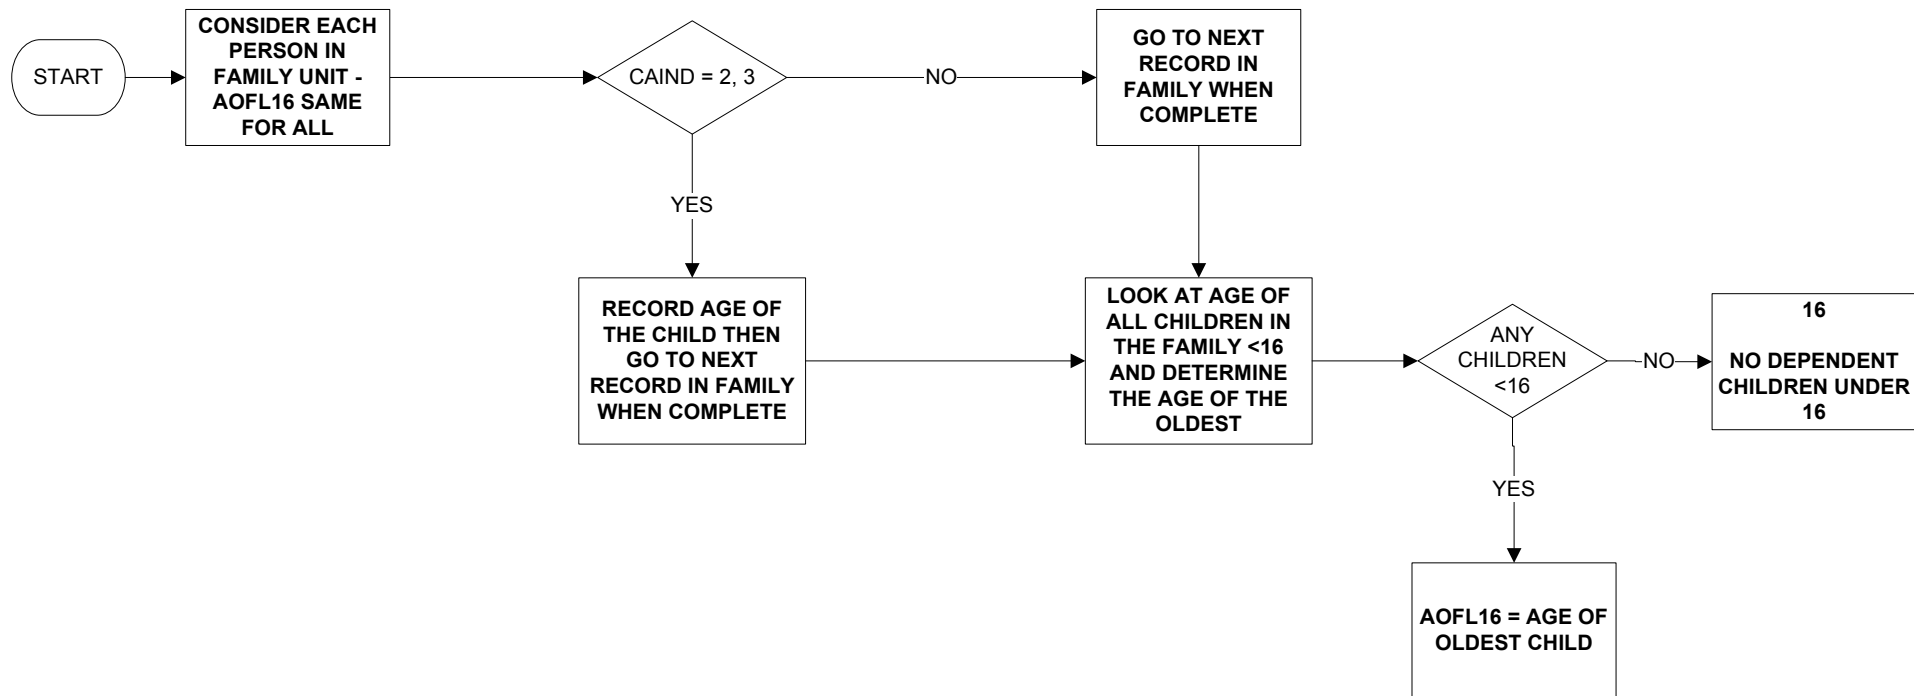 START
CONSIDER EACH
PERSON IN
FAMILY UNIT -
AOFL16 SAME
FOR ALL
CAIND = 2, 3
NO
GO TO NEXT
RECORD IN
FAMILY WHEN
COMPLETE
YES
RECORD AGE OF
THE CHILD THEN
GO TO NEXT
RECORD IN FAMILY
WHEN COMPLETE
LOOK AT AGE OF
ALL CHILDREN IN
THE FAMILY <16
AND DETERMINE
THE AGE OF THE
OLDEST
ANY
CHILDREN
<16
NO
16
NO DEPENDENT
CHILDREN UNDER
16
YES
AOFL16 = AGE OF
OLDEST CHILD